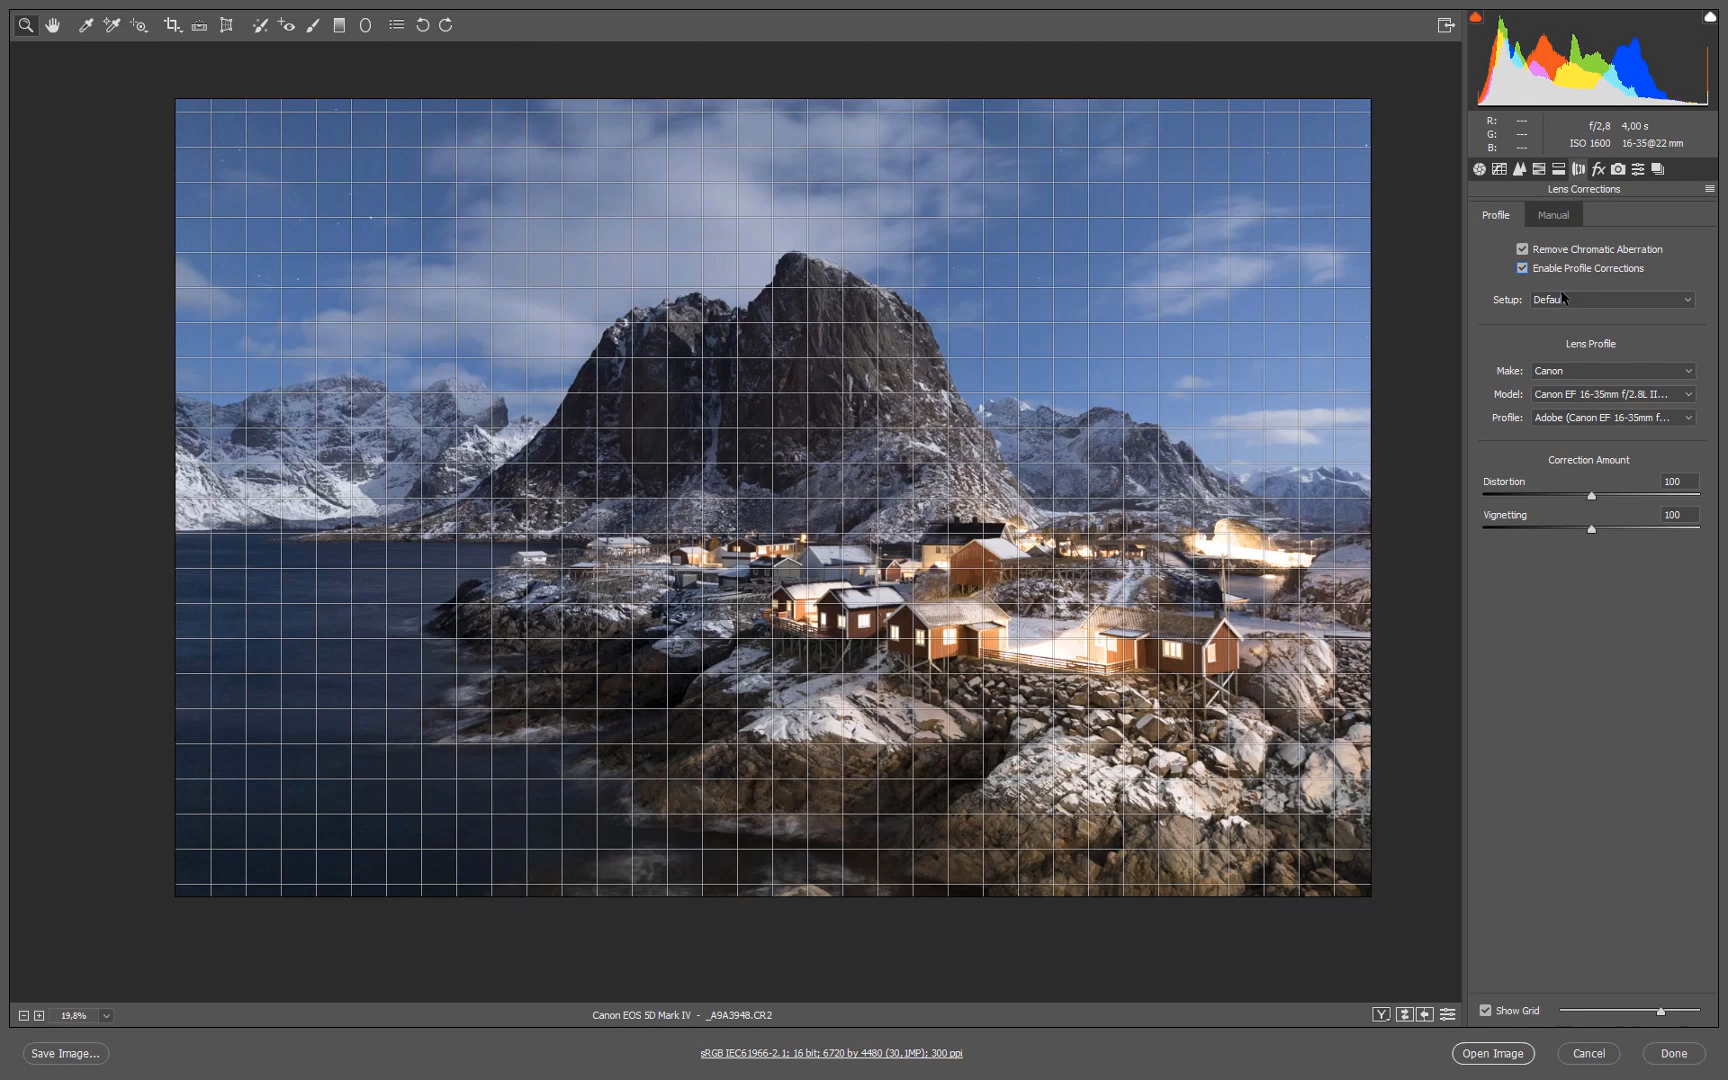 R: ---
G: ---
B: ---
f/2,8 4,00 s
ISO 1600 16-35@22 mm
Lens Corrections
Profile Manual
Remove Chromatic Aberration
Enable Profile Corrections
Setup: Defau
Lens Profile
Make: Canon
Model: Canon EF 16-35mm f/2.8L II...
Profile: Adobe (Canon EF 16-35mm f...
Correction Amount
Distortion 100
Vignetting 100
Show Grid
19,8%
Canon EOS 5D Mark IV - _A9A3948.CR2
Y
Save Image...
sRGB IEC61966-2.1; 16 bit; 6720 by 4480 (30,1MP); 300 ppi
Open Image
Cancel
Done